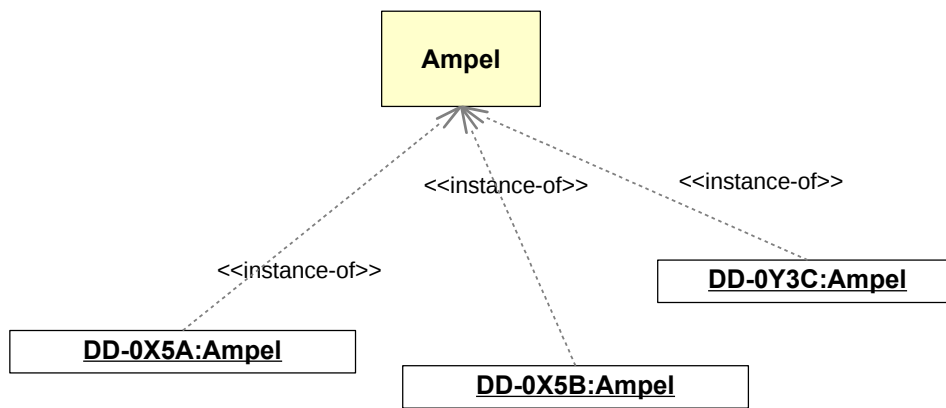 Ampel
<<instance-of>>
<<instance-of>>
<<instance-of>>
DD-0Y3C:Ampel
DD-0X5A:Ampel
DD-0X5B:Ampel